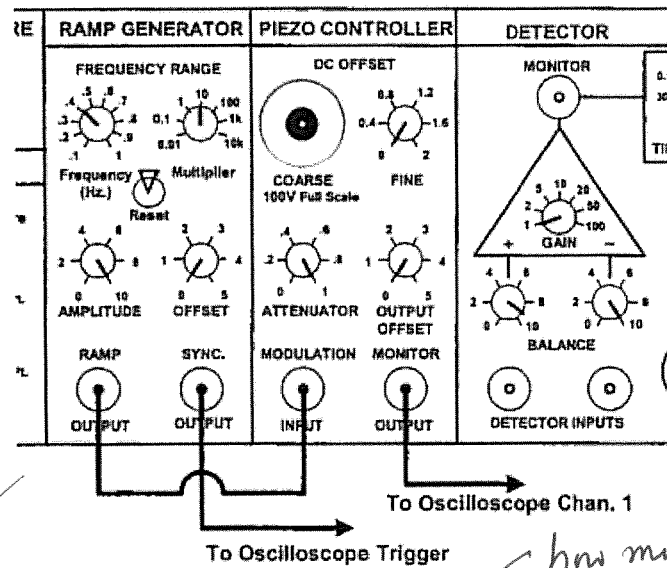 RE RAMP GENERATOR PIEZO CONTROLLER DETECTOR
FREQUENCY RANGE DC OFFSET MONITOR
.1 .2 .3 .4 .5 .6 .7 .8 .9 1
0.01 0.1 1 10 100 1k 10k
0 0.4 0.8 1.2 1.6 2
0.
30
TI
Frequency (Hz.) Multiplier
Reset
COARSE
100V Full Scale
FINE
1 2 5 10 20 50 100
GAIN
+ −
0 2 4 6 8 10
AMPLITUDE
0 1 2 3 4 5
OFFSET
0 .2 .4 .6 .8 1
ATTENUATOR
0 1 2 3 4 5
OUTPUT OFFSET
0 2 4 6 8 10
0 2 4 6 8 10
BALANCE
RAMP SYNC. MODULATION MONITOR
OUTPUT OUTPUT INPUT OUTPUT DETECTOR INPUTS
To Oscilloscope Chan. 1
To Oscilloscope Trigger
how